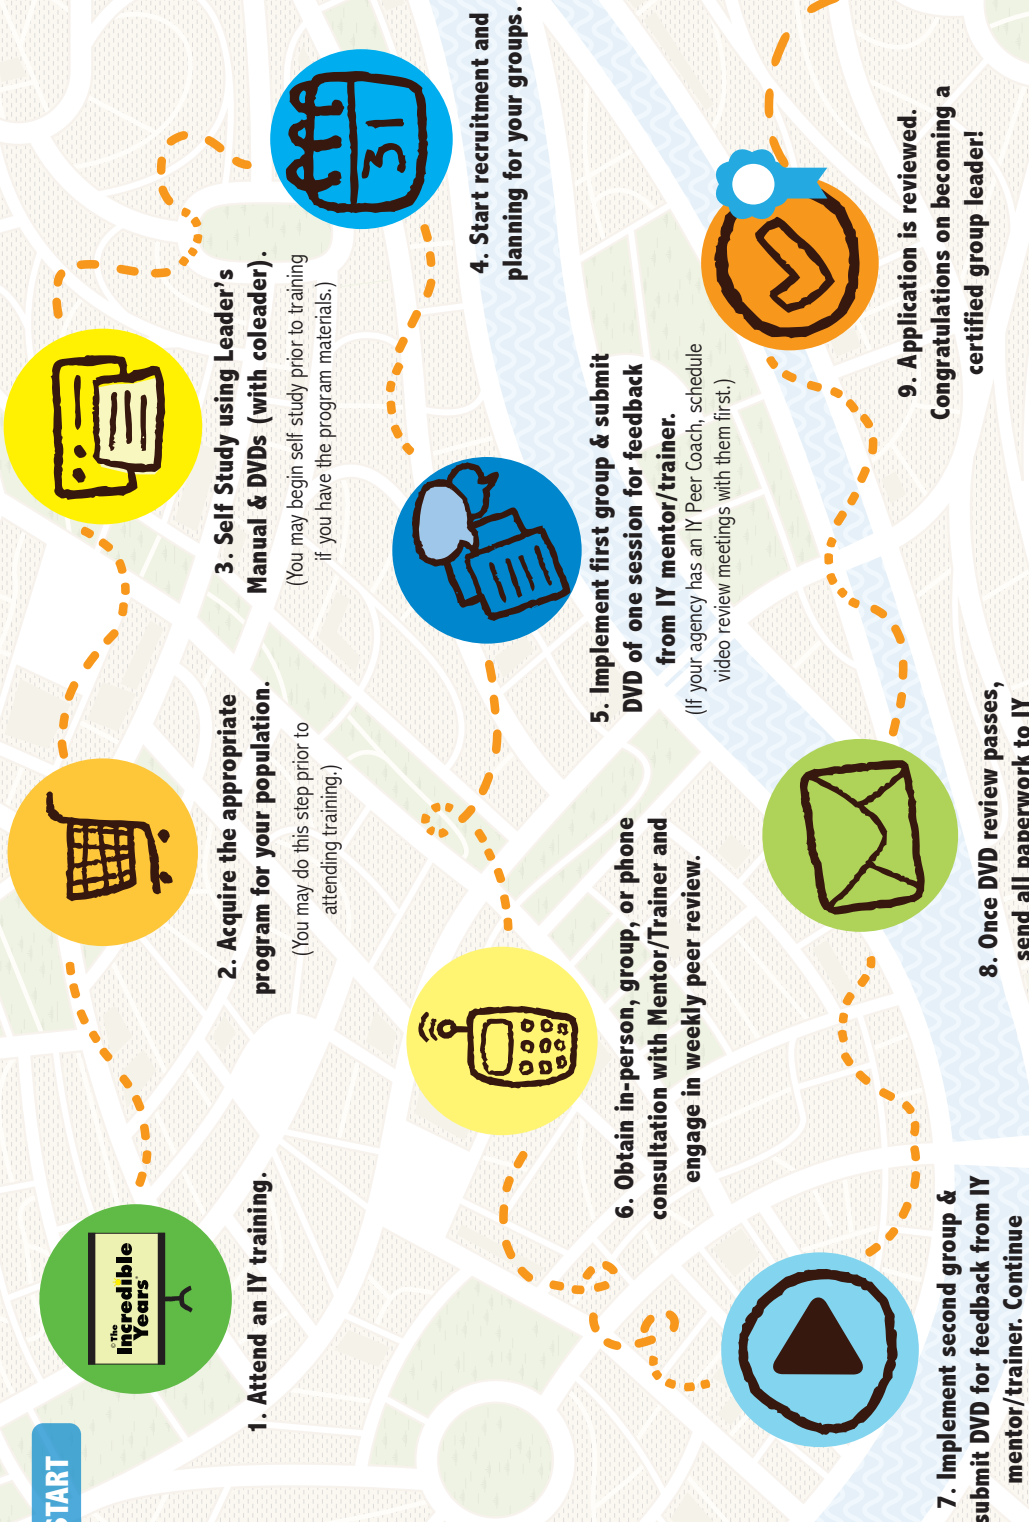 START
©The
Incredible
Years®
1. Attend an IY training.
2. Acquire the appropriate
program for your population.
(You may do this step prior to
attending training.)
3. Self Study using Leader's
Manual & DVDs (with coleader).
(You may begin self study prior to training
if you have the program materials.)
31
4. Start recruitment and
planning for your groups.
5. Implement first group & submit
DVD of one session for feedback
from IY mentor/trainer.
(If your agency has an IY Peer Coach, schedule
video review meetings with them first.)
6. Obtain in-person, group, or phone
consultation with Mentor/Trainer and
engage in weekly peer review.
7. Implement second group &
submit DVD for feedback from IY
mentor/trainer. Continue
8. Once DVD review passes,
send all paperwork to IY
9. Application is reviewed.
Congratulations on becoming a
certified group leader!